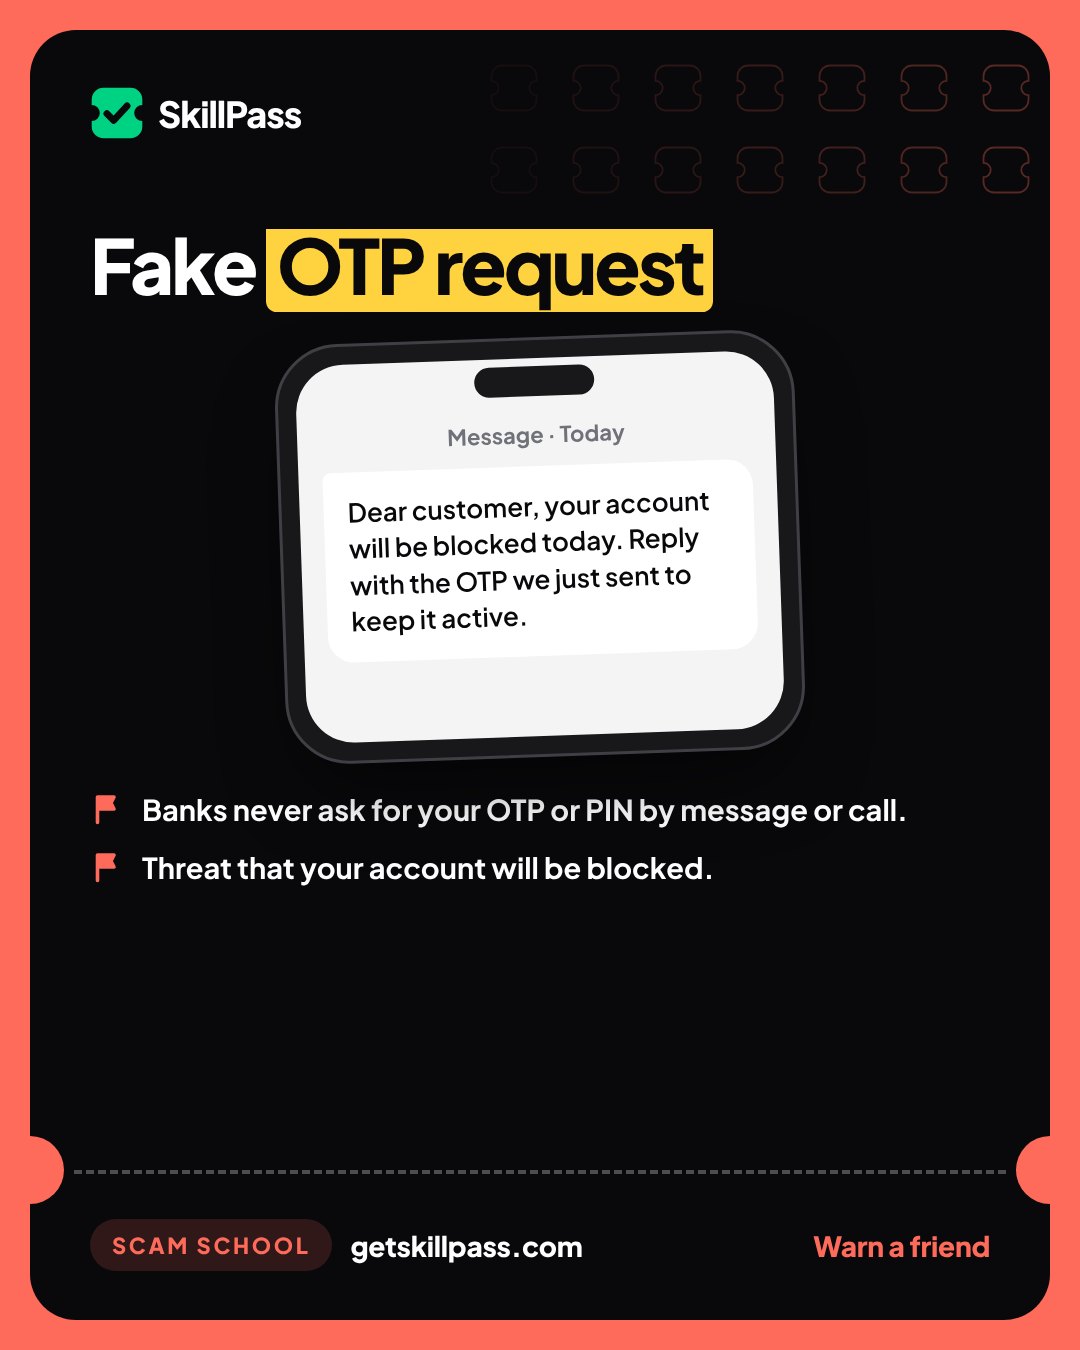 SkillPass
Fake OTP request
Message · Today
Dear customer, your account
will be blocked today. Reply
with the OTP we just sent to
keep it active.
Banks never ask for your OTP or PIN by message or call.
Threat that your account will be blocked.
SCAM SCHOOL getskillpass.com Warn a friend